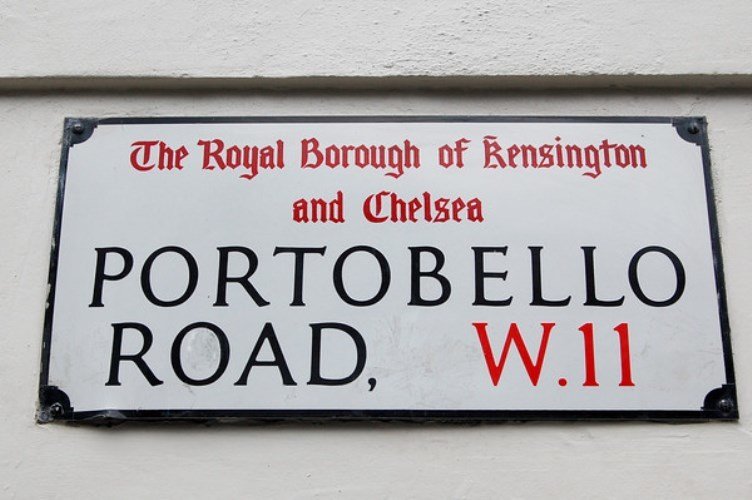 The Royal Borough of Kensington
and Chelsea
PORTOBELLO
ROAD, W.11